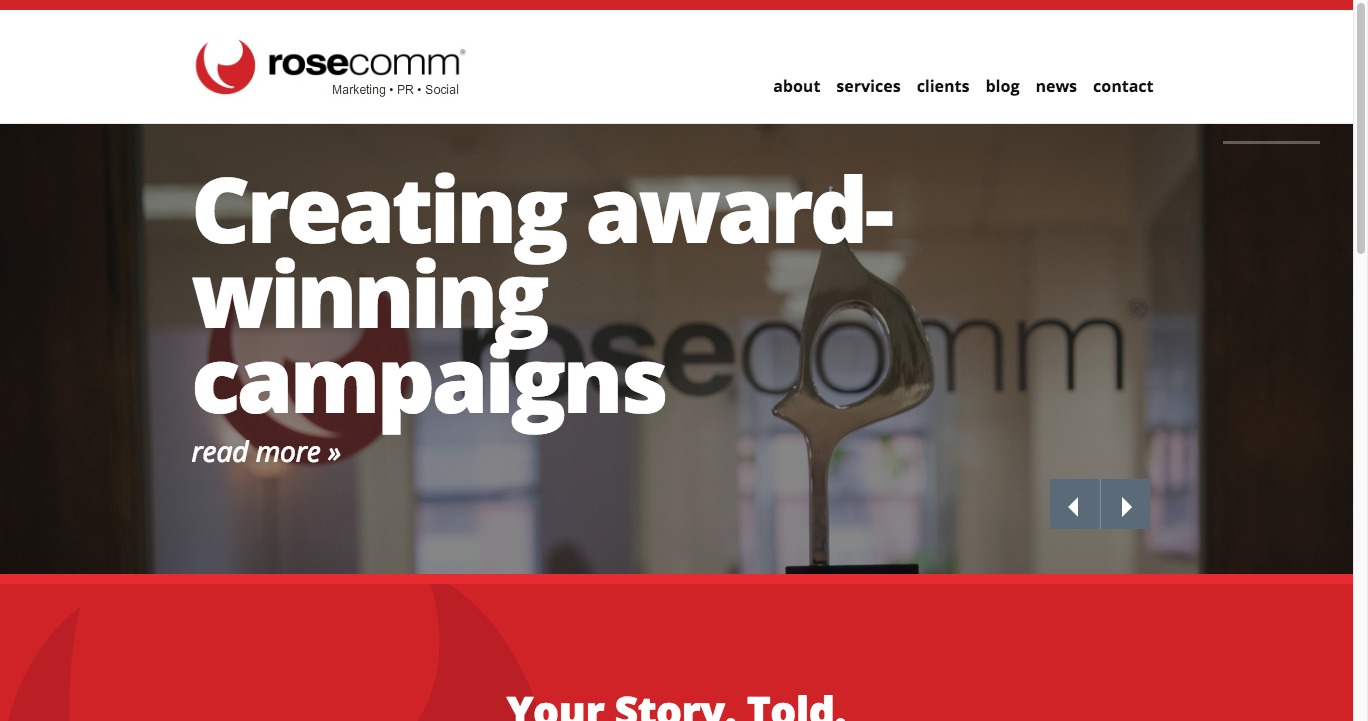 rosecomm®
Marketing • PR • Social
about services clients blog news contact
Creating award-
winning
campaigns
rosecomm®
read more »
Your Story. Told.